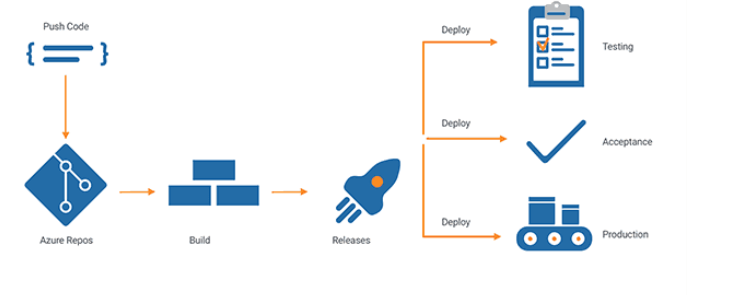 Push Code
Azure Repos
Build
Releases
Deploy
Testing
Deploy
Acceptance
Deploy
Production